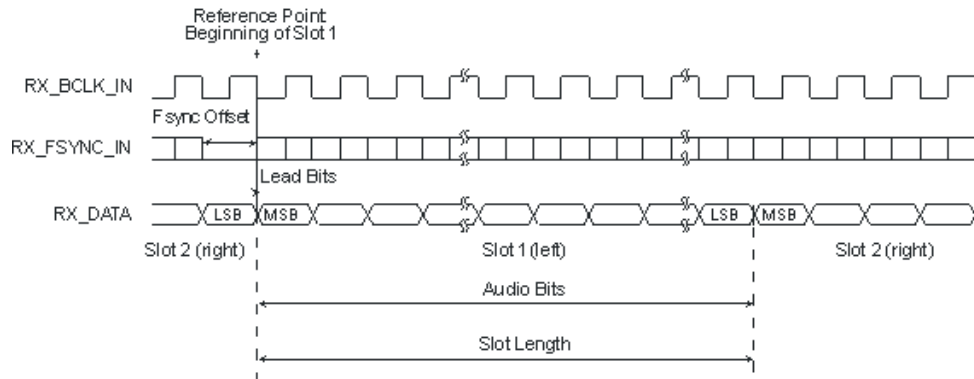 Reference Point
Beginning of Slot 1
RX_BCLK_IN
Fsync Offset
RX_FSYNC_IN
Lead Bits
RX_DATA
LSB MSB LSB MSB
Slot 2 (right) Slot 1 (left) Slot 2 (right)
Audio Bits
Slot Length